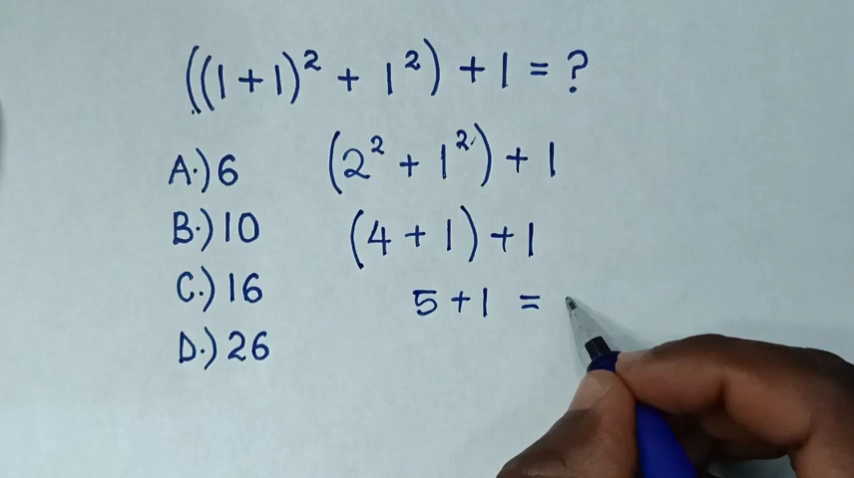 ((1+1)² + 1²) + 1 = ?
A.) 6
(2² + 1²) + 1
B.) 10
(4 + 1) + 1
C.) 16
5 + 1 =
D.) 26